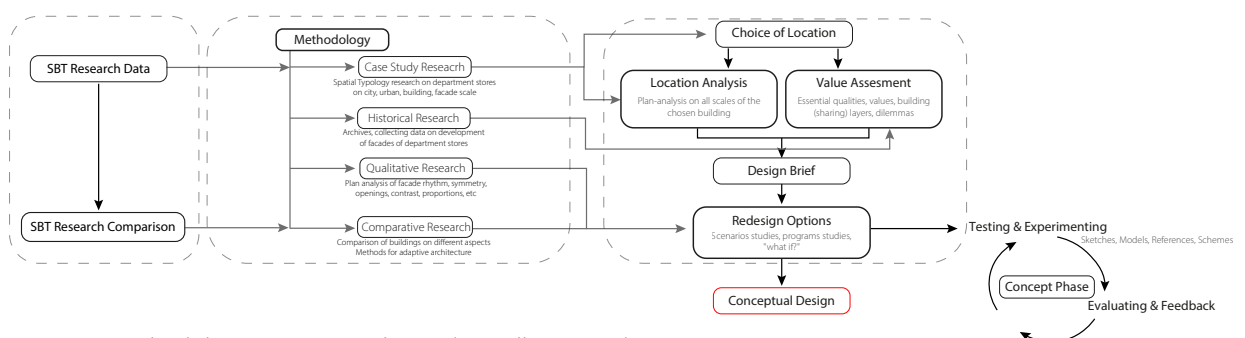 Methodology
Choice of Location
SBT Research Data
Case Study Reseacrh
Spatial Typology research on department stores
on city, urban, building, facade scale
Location Analysis
Plan-analysis on all scales of the
chosen building
Value Assesment
Essential qualities, values, building
(sharing) layers, dilemmas
Historical Research
Archives, collecting data on development
of facades of department stores
Qualitative Research
Plan analysis of facade rhythm, symmetry,
openings, contrast, proportions, etc
Design Brief
SBT Research Comparison
Comparative Research
Comparison of buildings on different aspects
Methods for adaptive architecture
Redesign Options
Scenarios studies, programs studies,
"what if?"
Testing & Experimenting
Sketches, Models, References, Schemes
Concept Phase
Conceptual Design
Evaluating & Feedback